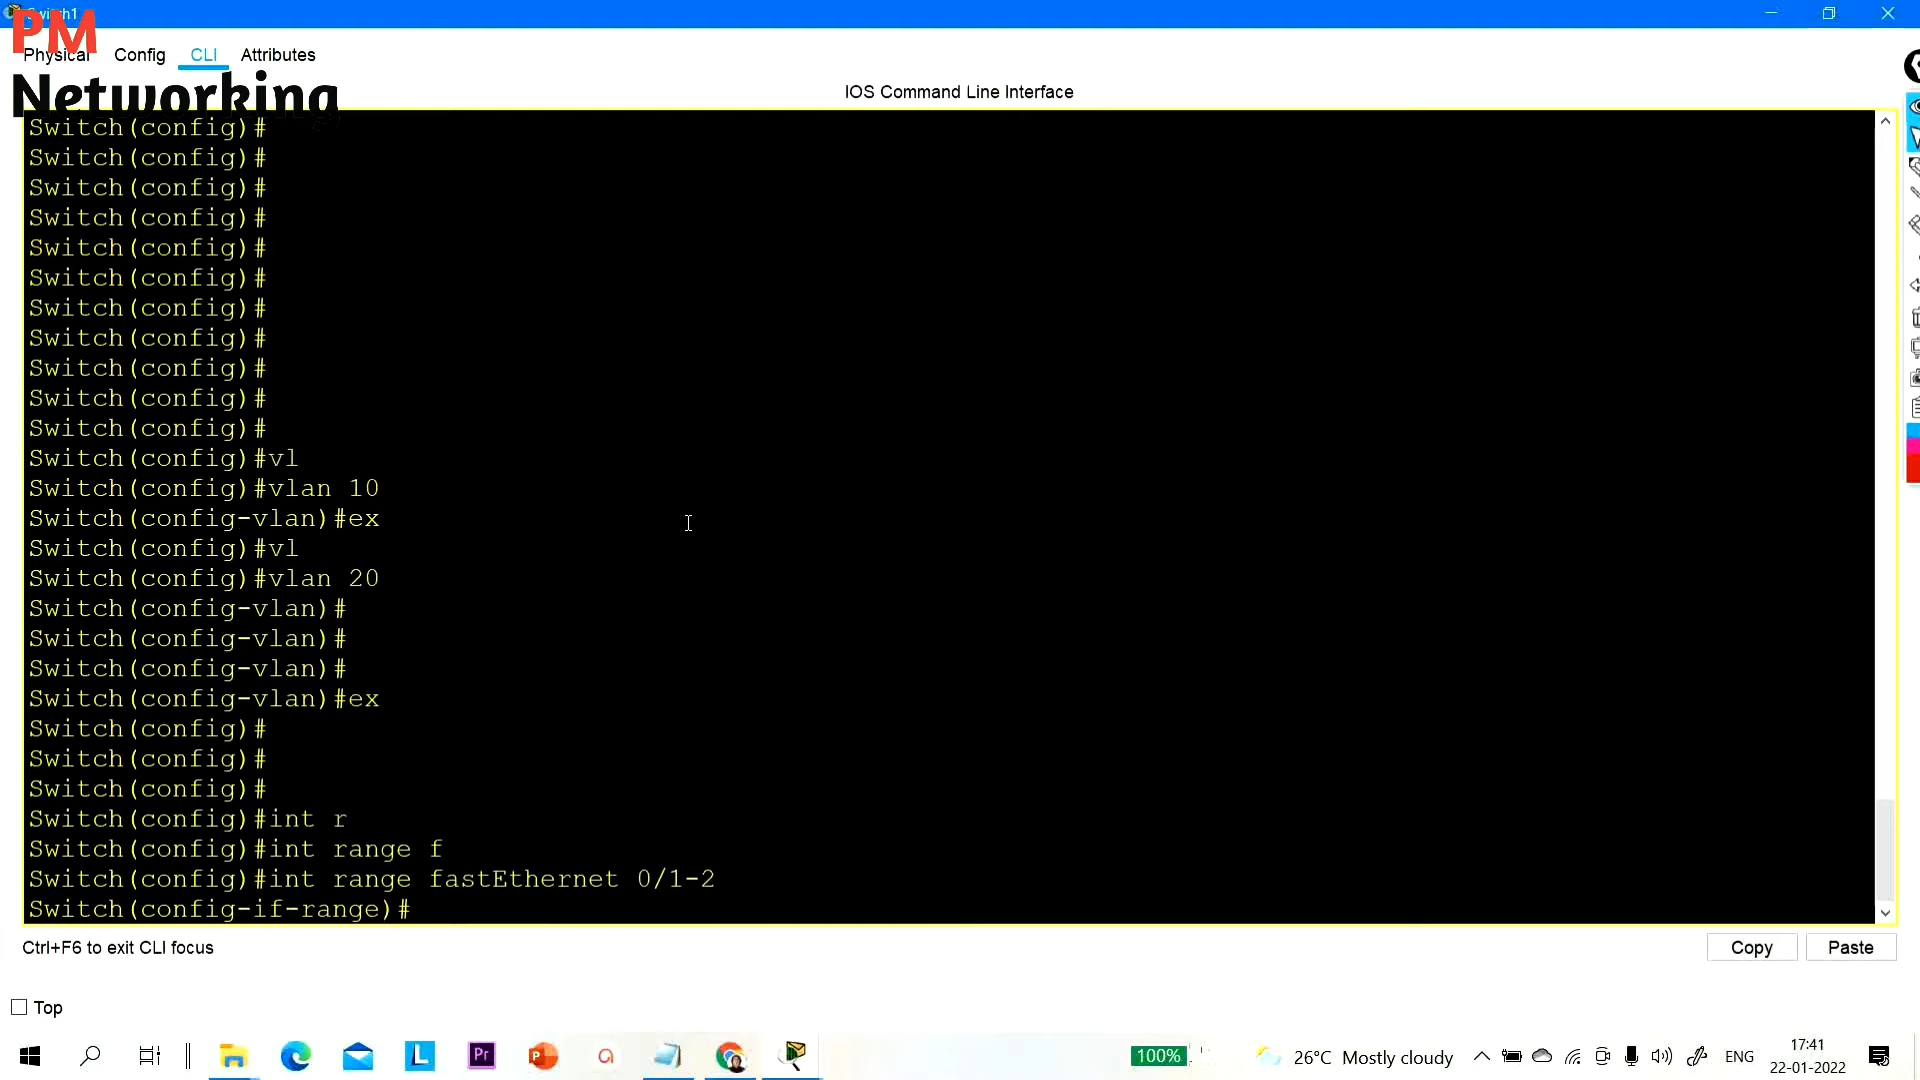 Switch1
PM
Physical Config CLI Attributes
Networking
IOS Command Line Interface
Switch(config)#
Switch(config)#
Switch(config)#
Switch(config)#
Switch(config)#
Switch(config)#
Switch(config)#
Switch(config)#
Switch(config)#
Switch(config)#
Switch(config)#
Switch(config)#vl
Switch(config)#vlan 10
Switch(config-vlan)#ex
Switch(config)#vl
Switch(config)#vlan 20
Switch(config-vlan)#
Switch(config-vlan)#
Switch(config-vlan)#
Switch(config-vlan)#ex
Switch(config)#
Switch(config)#
Switch(config)#
Switch(config)#int r
Switch(config)#int range f
Switch(config)#int range fastEthernet 0/1-2
Switch(config-if-range)#
Ctrl+F6 to exit CLI focus
Copy Paste
Top
L Pr P 100% 26°C Mostly cloudy ENG 17:41
22-01-2022